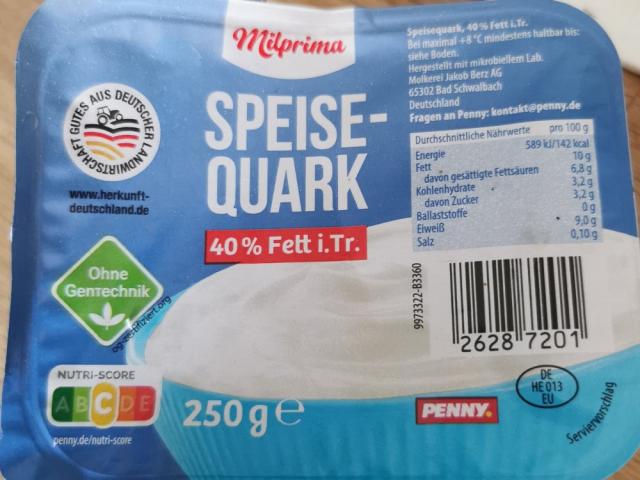 Milprima
SPEISE-
QUARK
40 % Fett i.Tr.
GUTES AUS DEUTSCHER LANDWIRTSCHAFT
www.herkunft-
deutschland.de
Ohne
GenTechnik
NUTRI-SCORE
A B C D E
penny.de/nutri-score
250 g e
Speisequark, 40 % Fett i.Tr.
Bei maximal +8 °C mindestens haltbar bis:
siehe Boden.
Hergestellt mit mikrobiellem Lab.
Molkerei Jakob Berz AG
65302 Bad Schwalbach
Deutschland
Fragen an Penny: kontakt@penny.de
Durchschnittliche Nährwerte pro 100 g
Energie 589 kJ/142 kcal
Fett 10 g
davon gesättigte Fettsäuren 6,8 g
Kohlenhydrate 3,2 g
davon Zucker 3,2 g
Ballaststoffe 0 g
Eiweiß 9,0 g
Salz 0,10 g
9973322-B3360
2628 7201
PENNY.
DE
HE 013
EU
Serviervorschlag